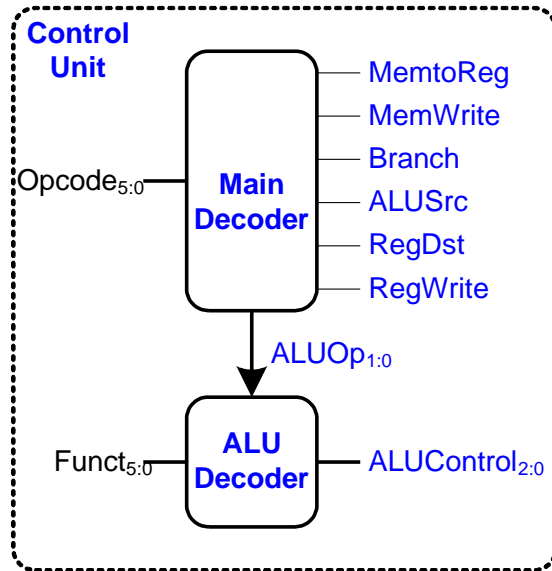 Control
Unit
MemtoReg
MemWrite
Branch
ALUSrc
RegDst
RegWrite
Opcode5:0
Main
Decoder
ALUOp1:0
Funct5:0
ALU
Decoder
ALUControl2:0